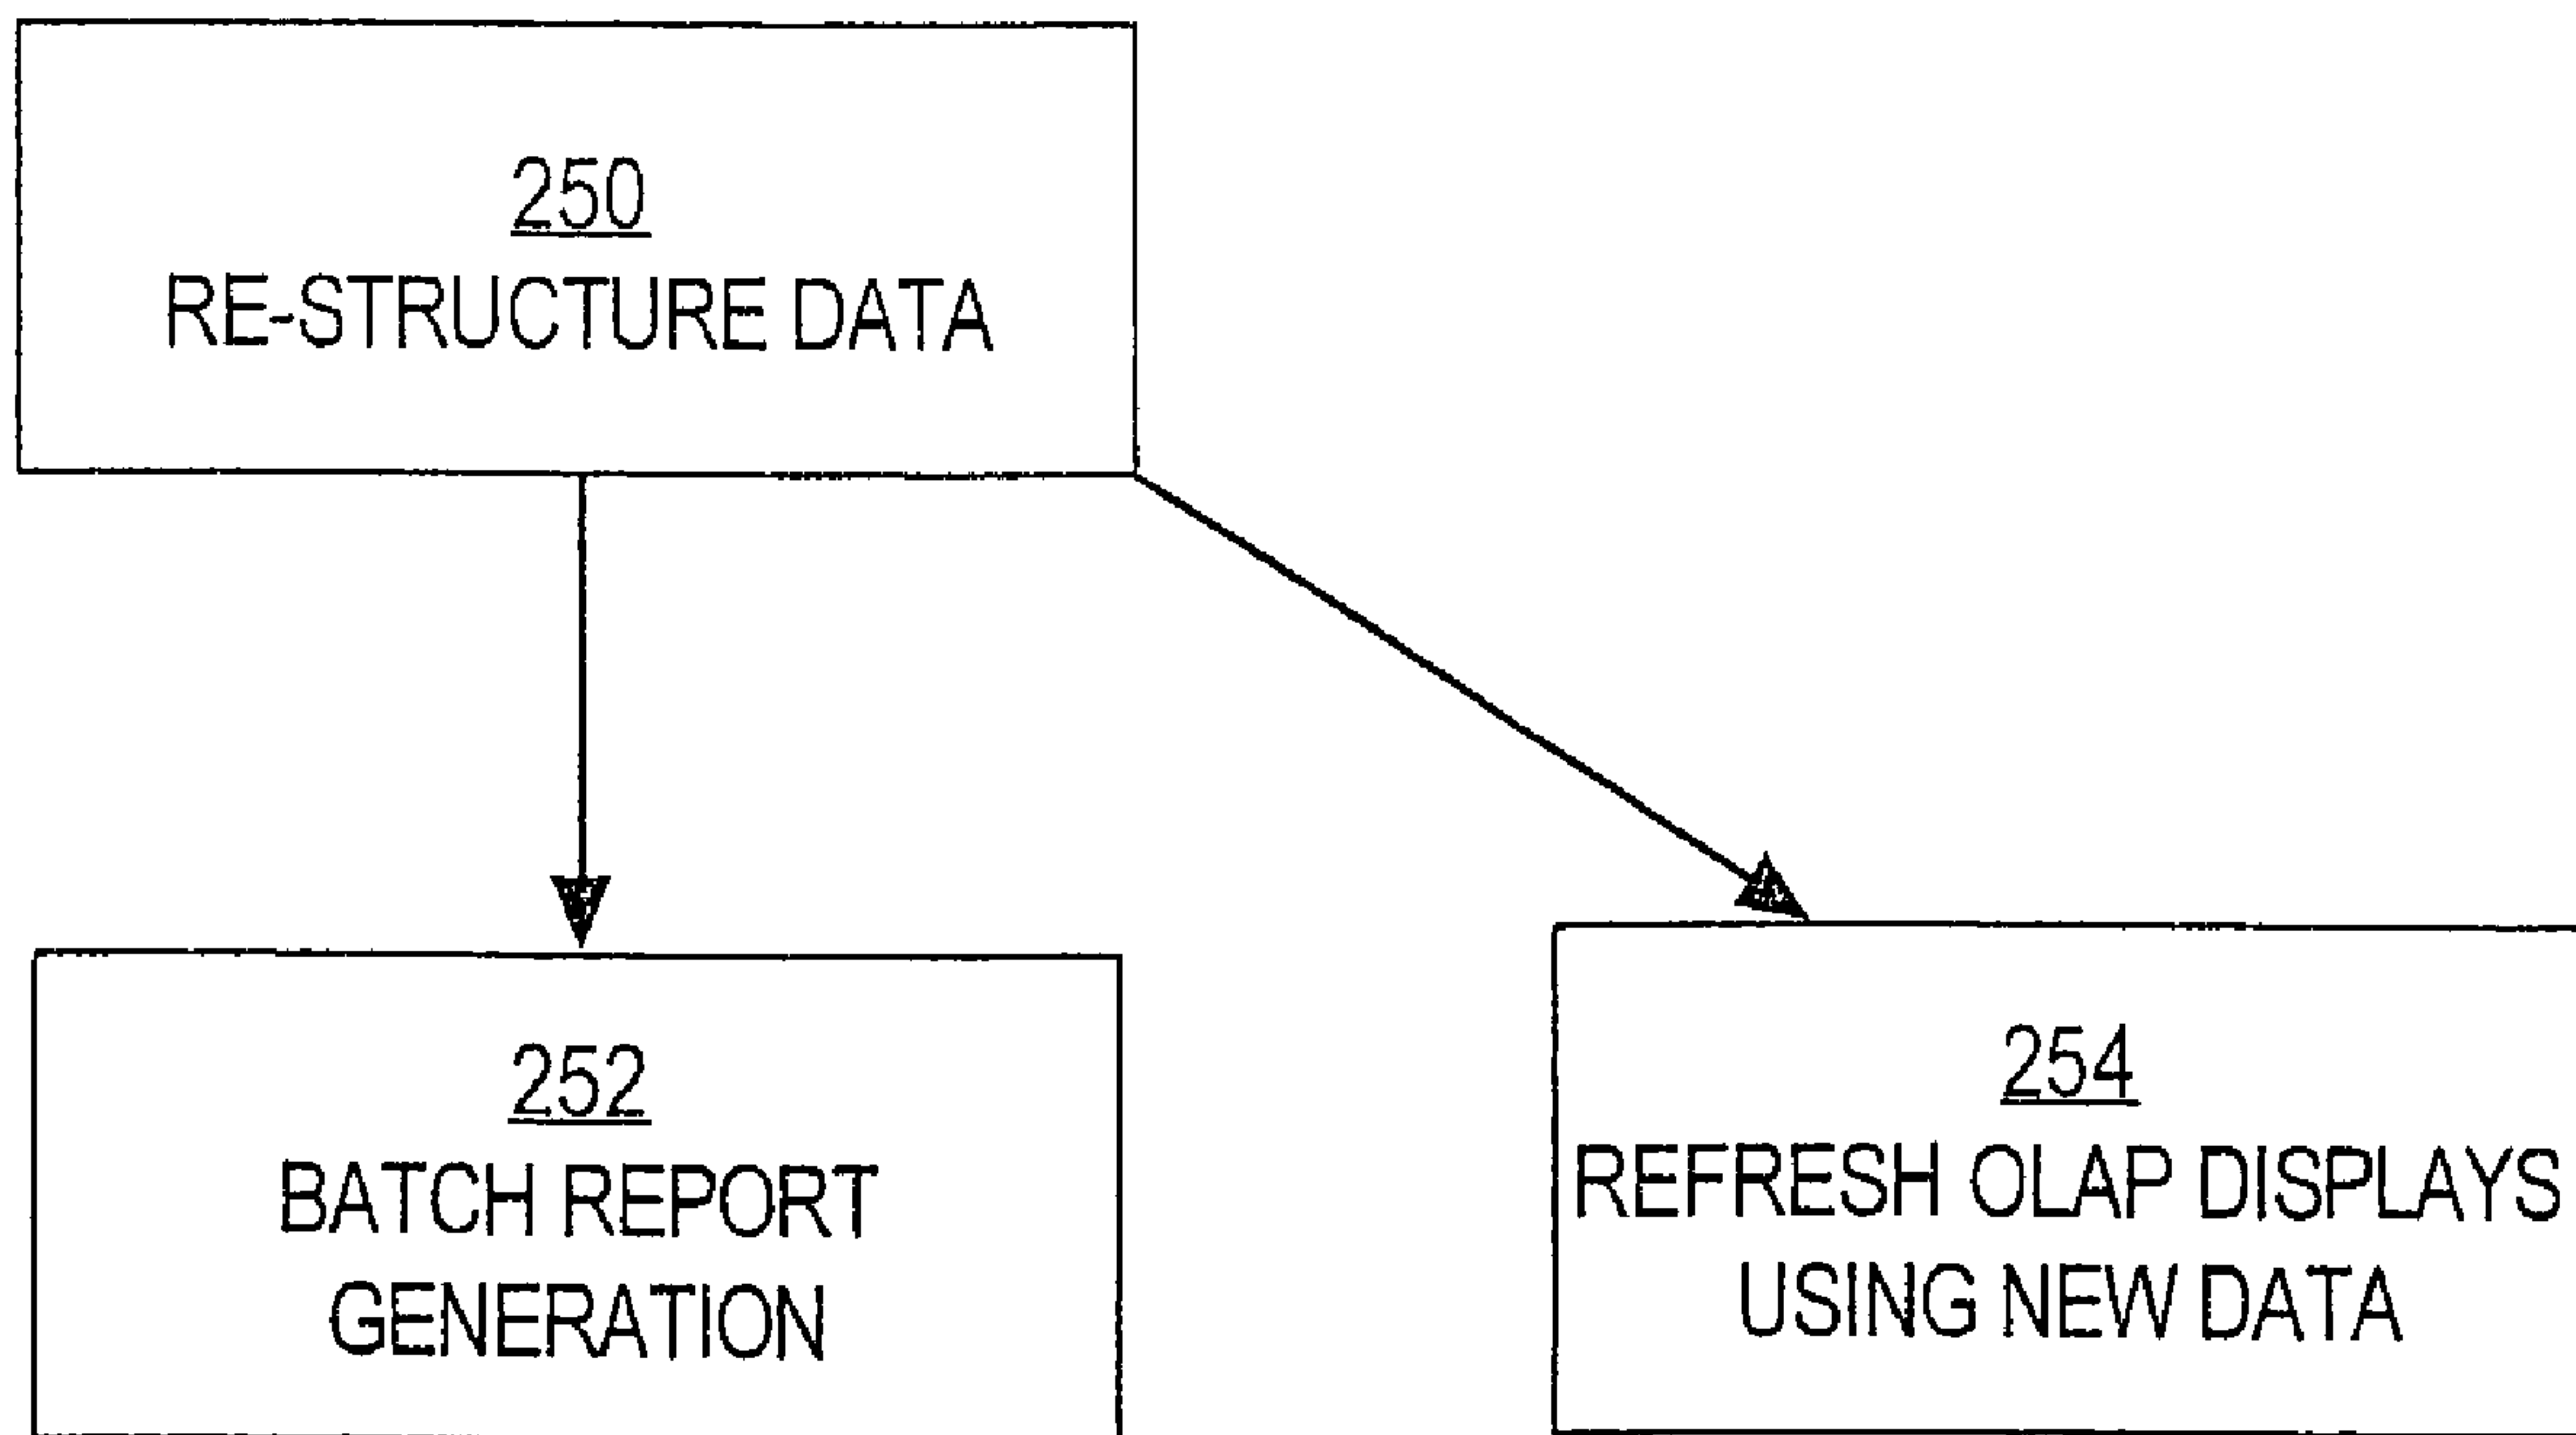 250
RE-STRUCTURE DATA
252
BATCH REPORT
GENERATION
254
REFRESH OLAP DISPLAYS
USING NEW DATA